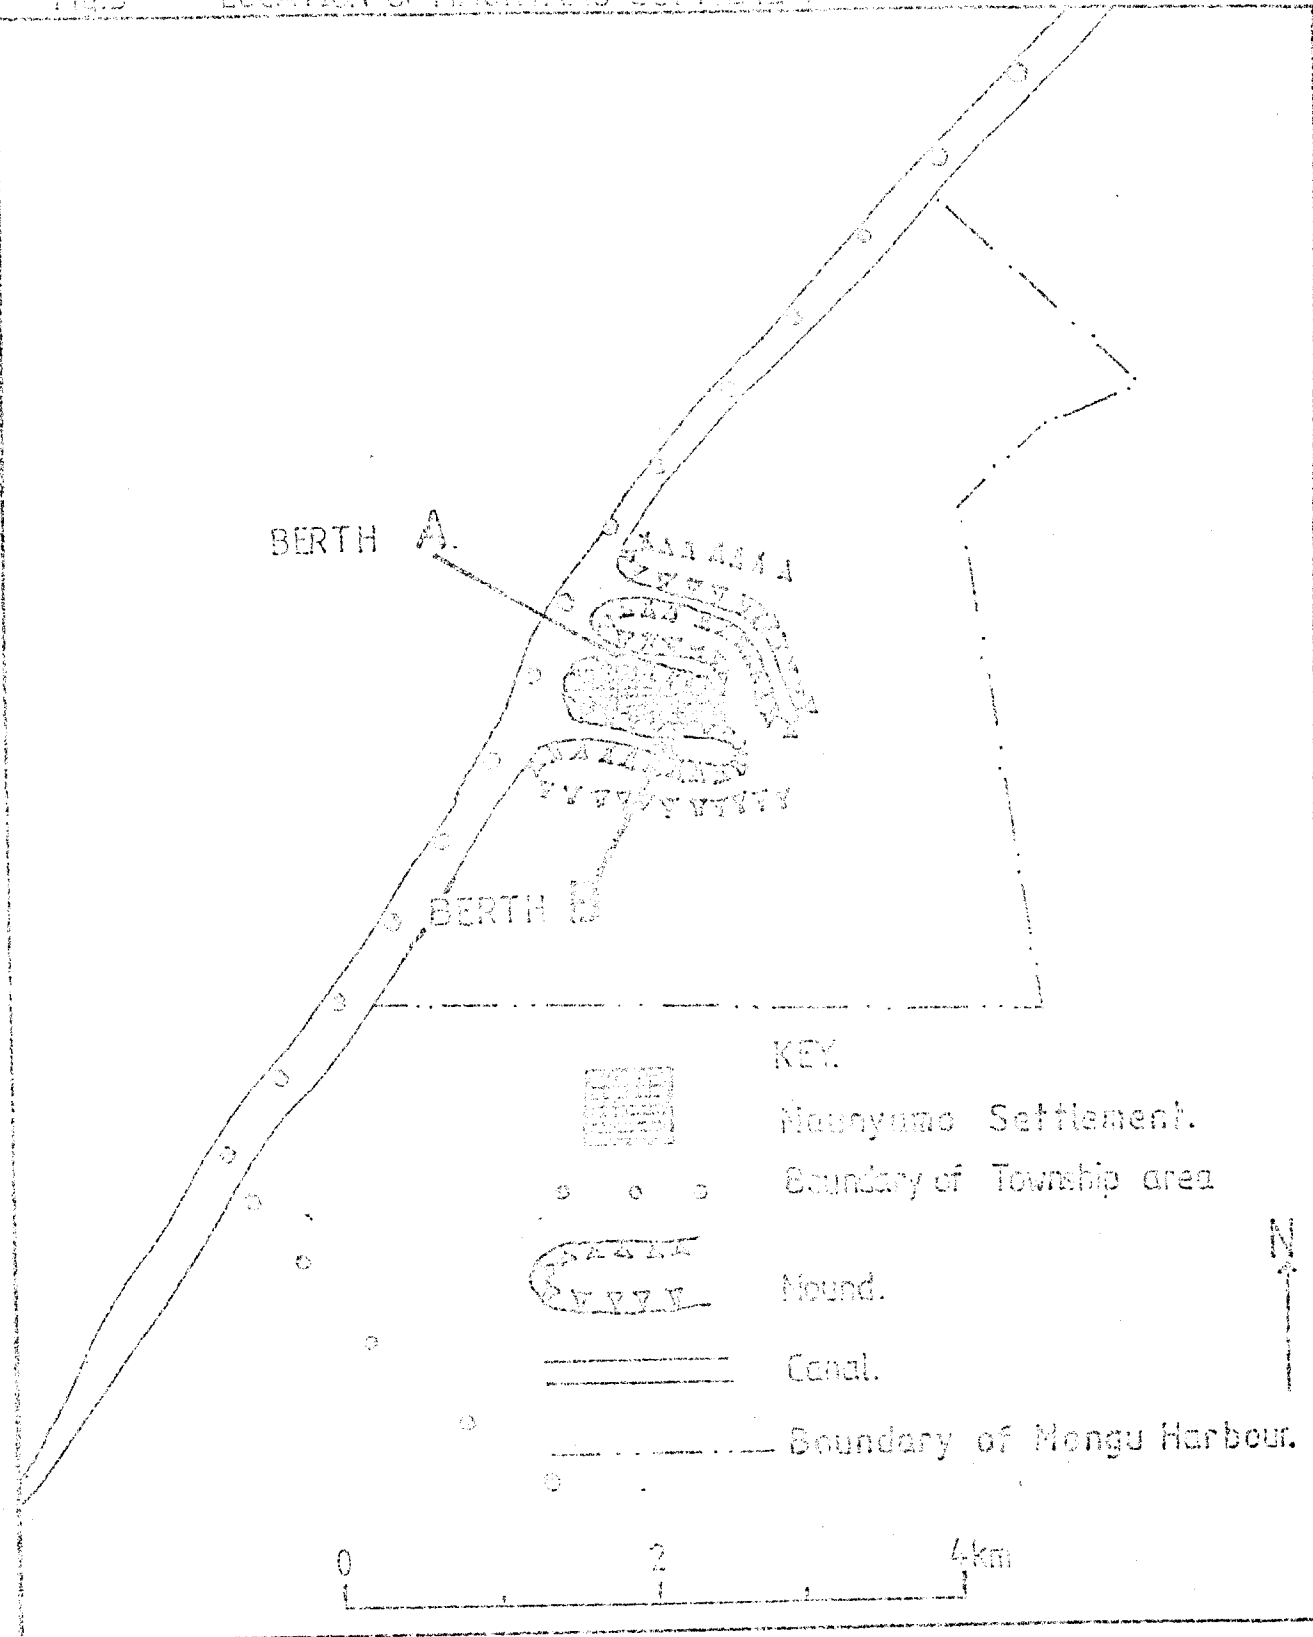 BERTH A.
BERTH B
KEY.
Settlement.
Boundary of Township area
Mound.
Canal.
Boundary of Mongu Harbour.
N
0 2 4km